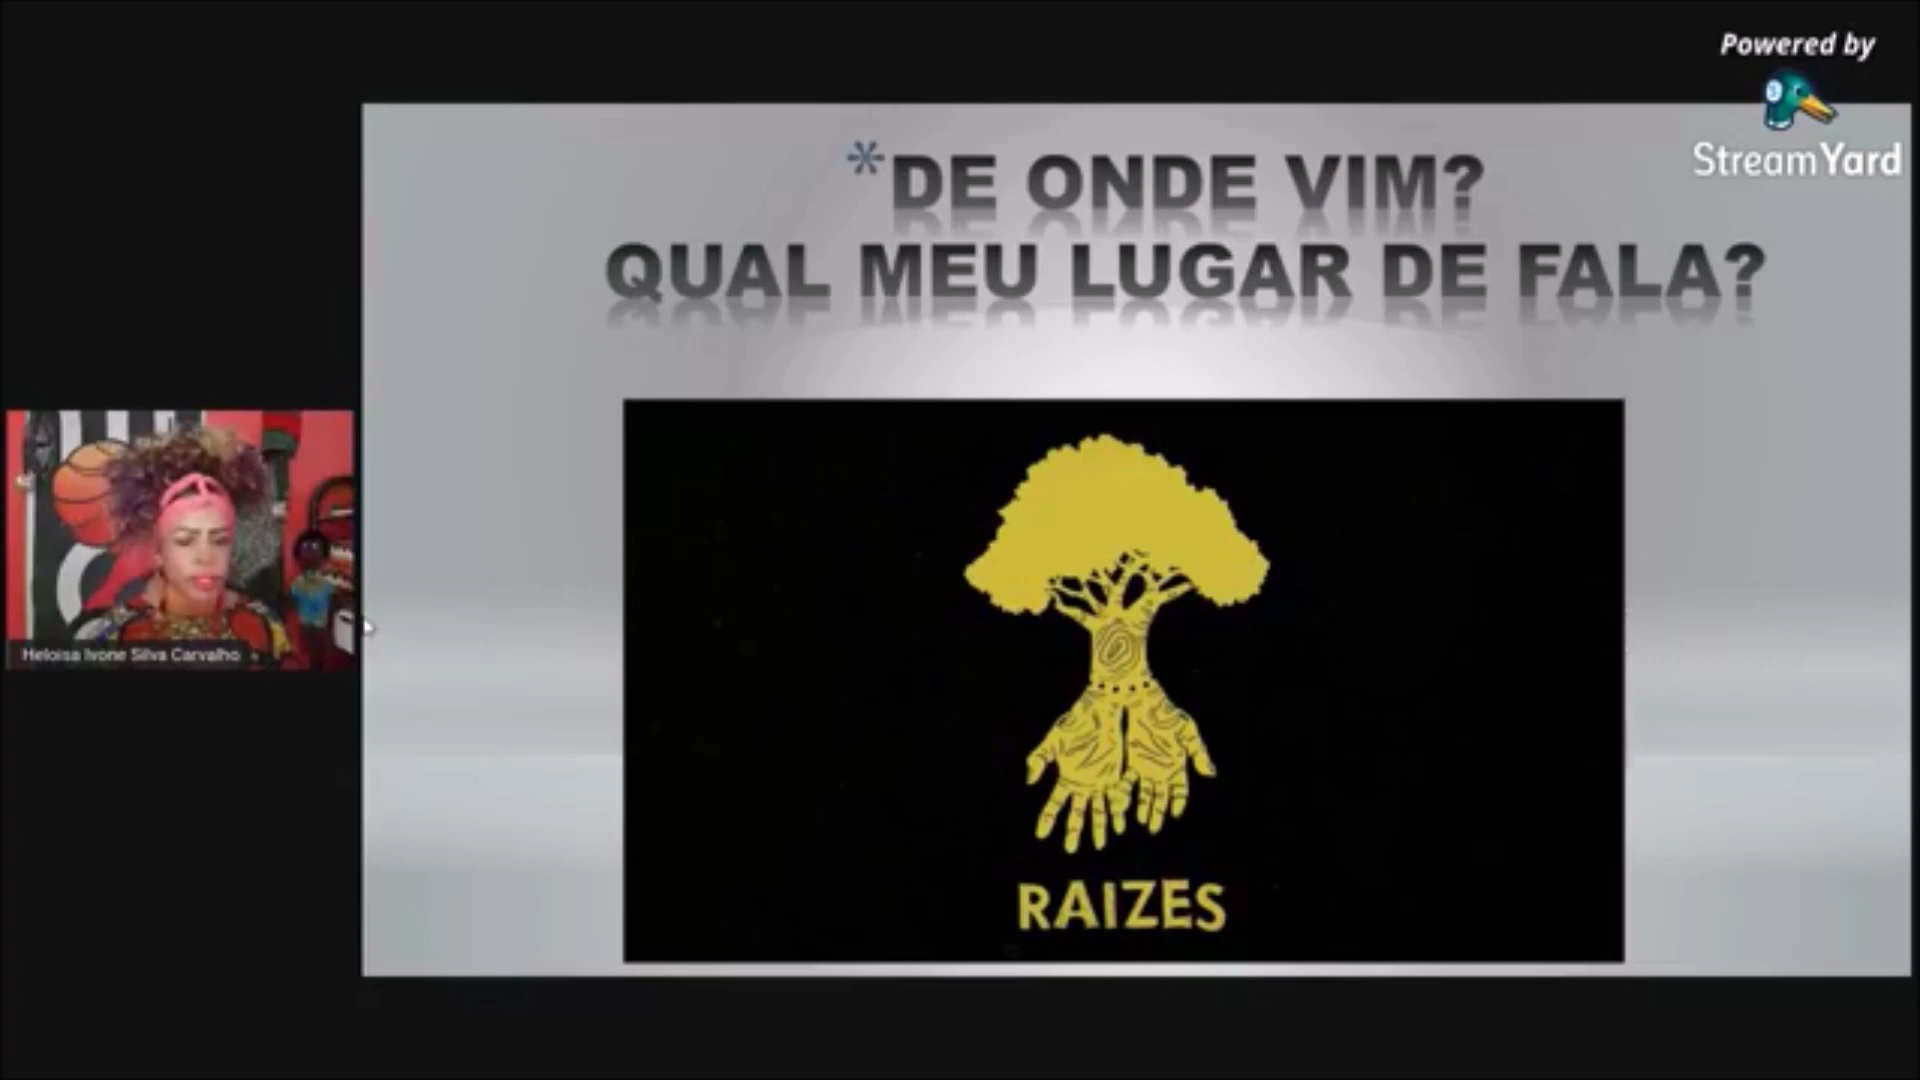 Powered by
StreamYard
*DE ONDE VIM?
QUAL MEU LUGAR DE FALA?
Heloisa Ivone Silva Carvalho
RAIZES